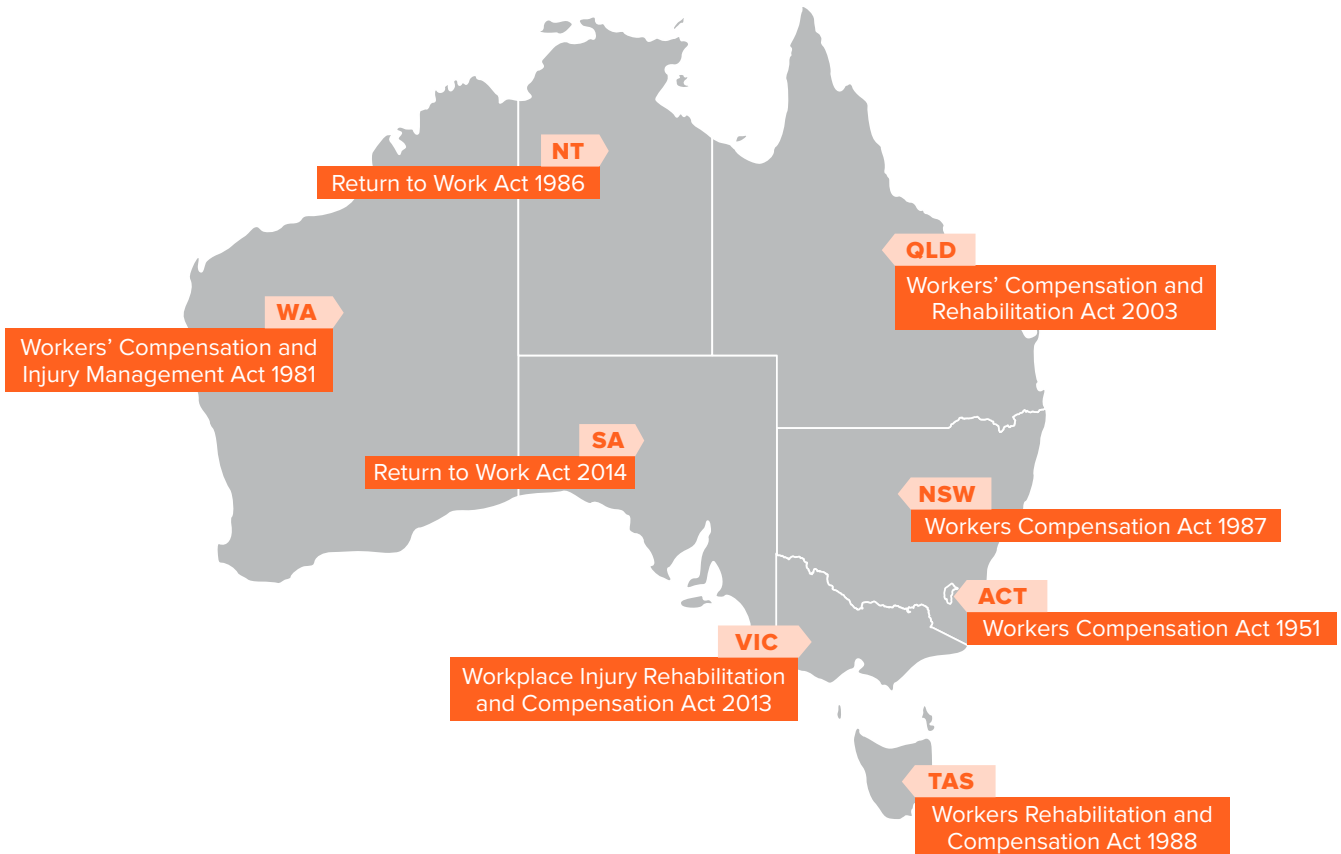 NT
Return to Work Act 1986
QLD
Workers’ Compensation and
Rehabilitation Act 2003
WA
Workers’ Compensation and
Injury Management Act 1981
SA
Return to Work Act 2014
NSW
Workers Compensation Act 1987
ACT
Workers Compensation Act 1951
VIC
Workplace Injury Rehabilitation
and Compensation Act 2013
TAS
Workers Rehabilitation and
Compensation Act 1988